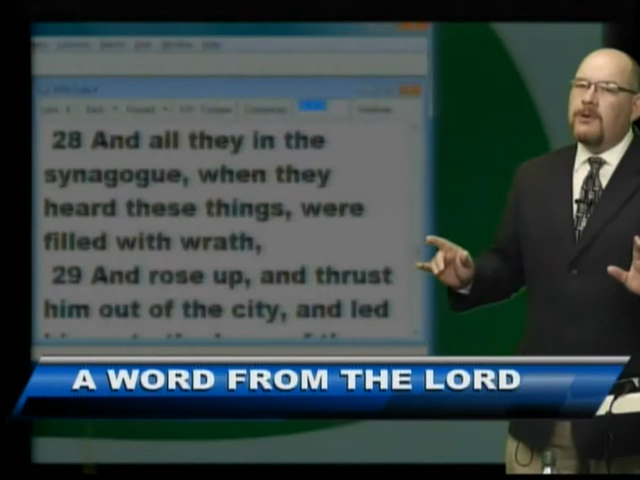 28 And all they in the
synagogue, when they
heard these things, were
filled with wrath,
29 And rose up, and thrust
him out of the city, and led
A WORD FROM THE LORD